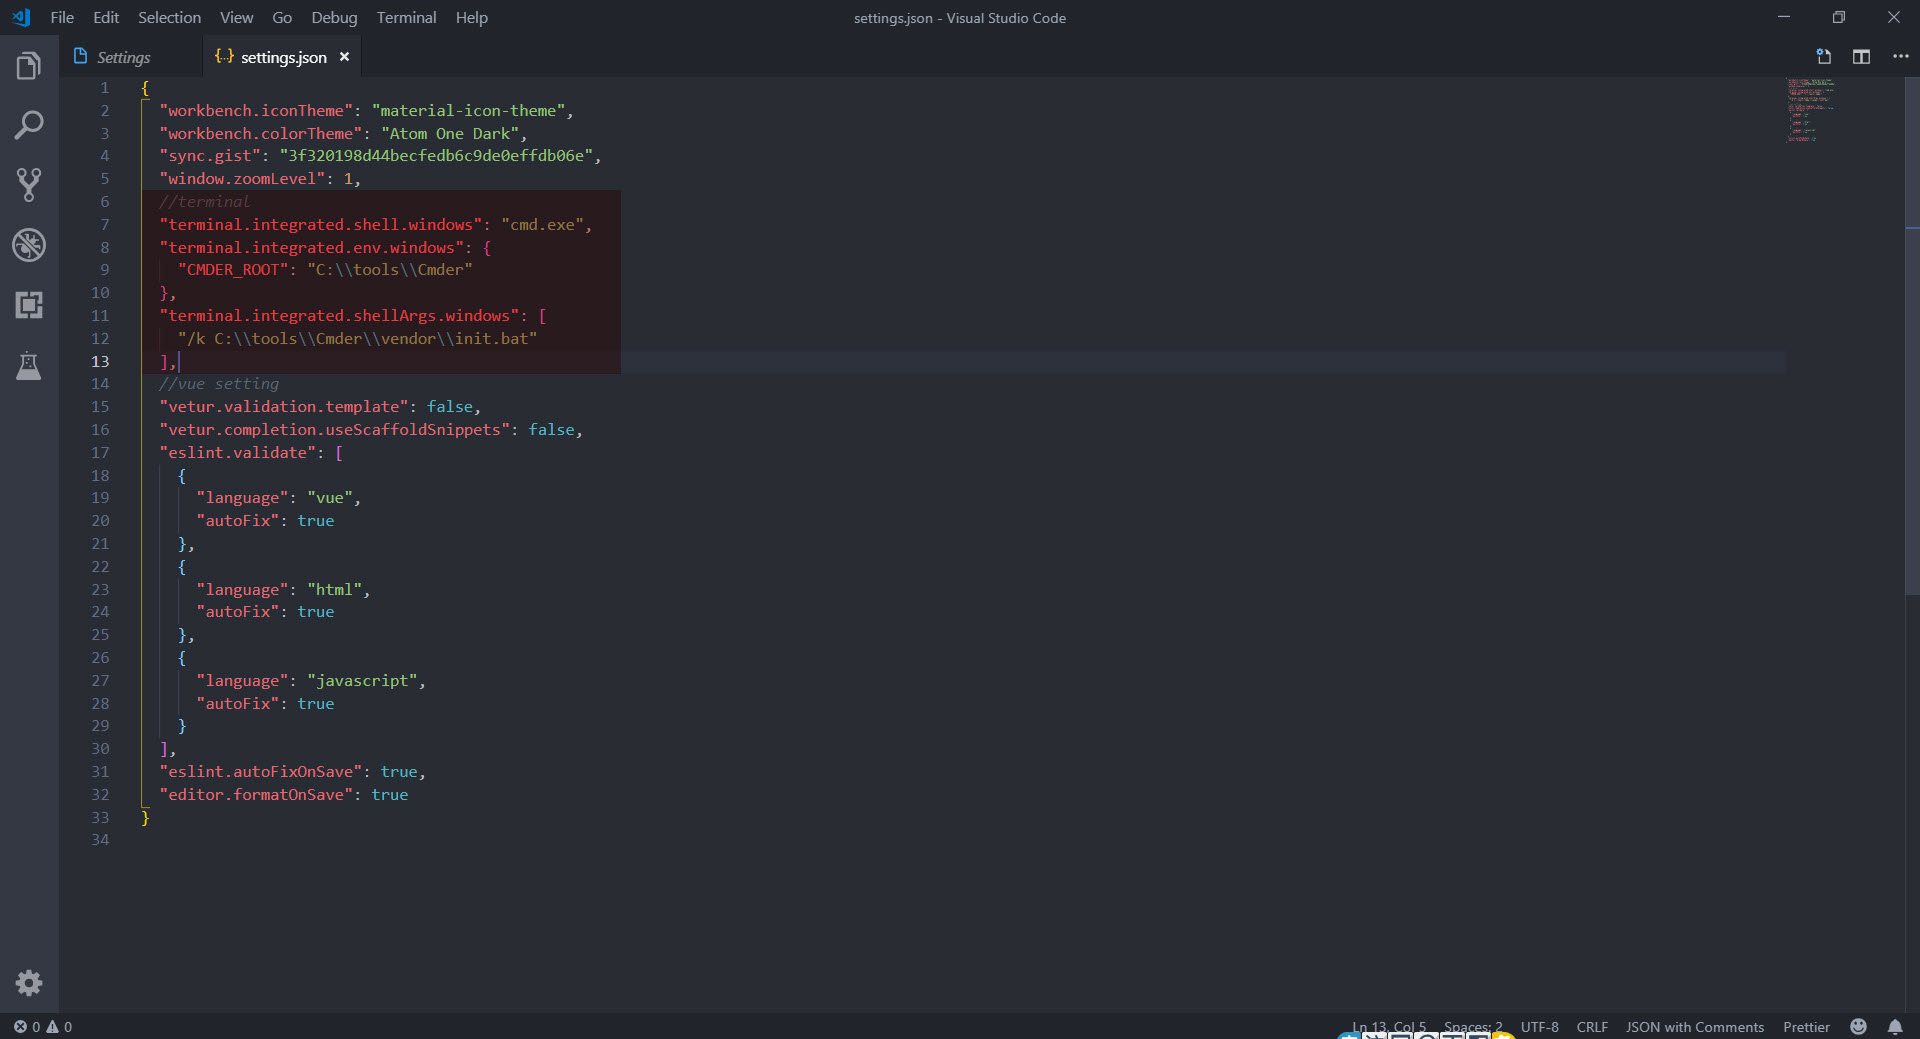 File Edit Selection View Go Debug Terminal Help
settings.json - Visual Studio Code
Settings
{..} settings.json ×
1 {
2 "workbench.iconTheme": "material-icon-theme",
3 "workbench.colorTheme": "Atom One Dark",
4 "sync.gist": "3f320198d44becfedb6c9de0effdb06e",
5 "window.zoomLevel": 1,
6 //terminal
7 "terminal.integrated.shell.windows": "cmd.exe",
8 "terminal.integrated.env.windows": {
9 "CMDER_ROOT": "C:\\tools\\Cmder"
10 },
11 "terminal.integrated.shellArgs.windows": [
12 "/k C:\\tools\\Cmder\\vendor\\init.bat"
13 ],
14 //vue setting
15 "vetur.validation.template": false,
16 "vetur.completion.useScaffoldSnippets": false,
17 "eslint.validate": [
18 {
19 "language": "vue",
20 "autoFix": true
21 },
22 {
23 "language": "html",
24 "autoFix": true
25 },
26 {
27 "language": "javascript",
28 "autoFix": true
29 }
30 ],
31 "eslint.autoFixOnSave": true,
32 "editor.formatOnSave": true
33 }
34
0 0 Ln 13, Col 5 Spaces: 2 UTF-8 CRLF JSON with Comments Prettier